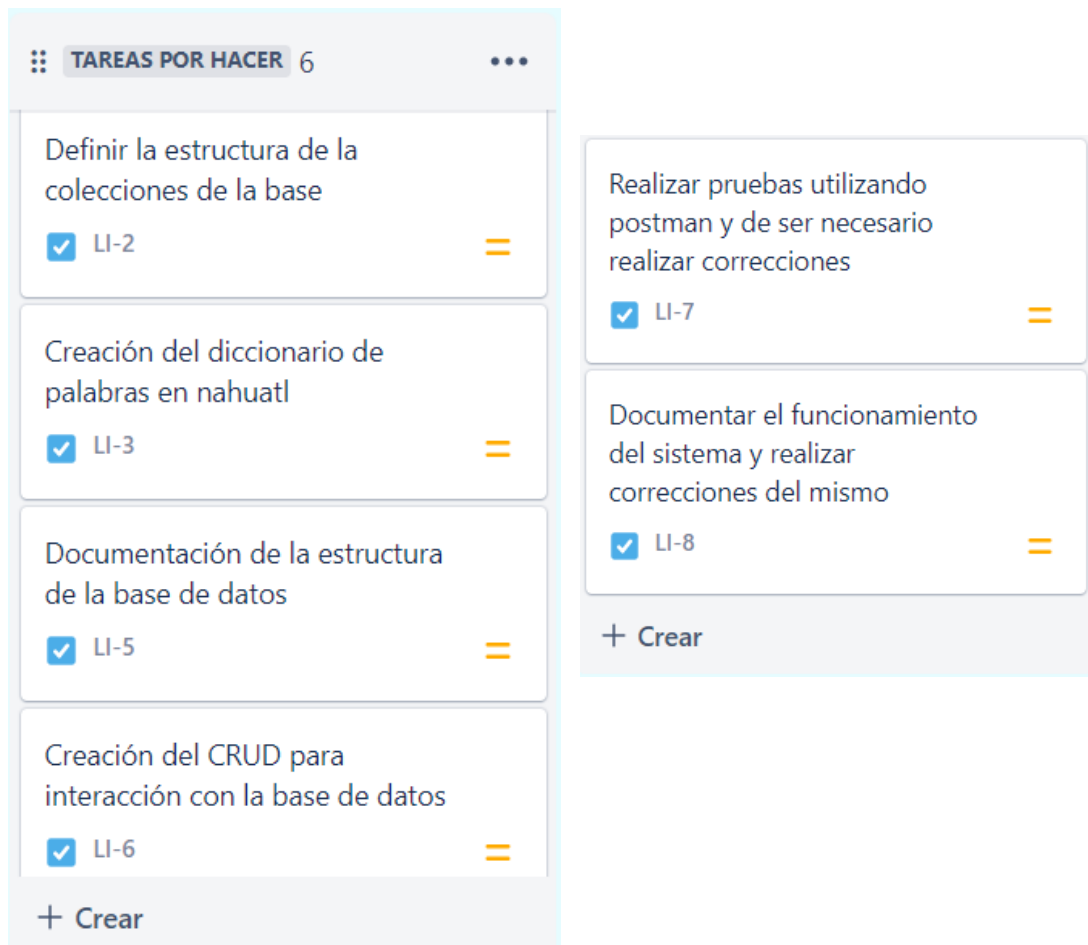 TAREAS POR HACER 6
Definir la estructura de la
colecciones de la base
LI-2
Creación del diccionario de
palabras en nahuatl
LI-3
Documentación de la estructura
de la base de datos
LI-5
Creación del CRUD para
interacción con la base de datos
LI-6
+ Crear
Realizar pruebas utilizando
postman y de ser necesario
realizar correcciones
LI-7
Documentar el funcionamiento
del sistema y realizar
correcciones del mismo
LI-8
+ Crear